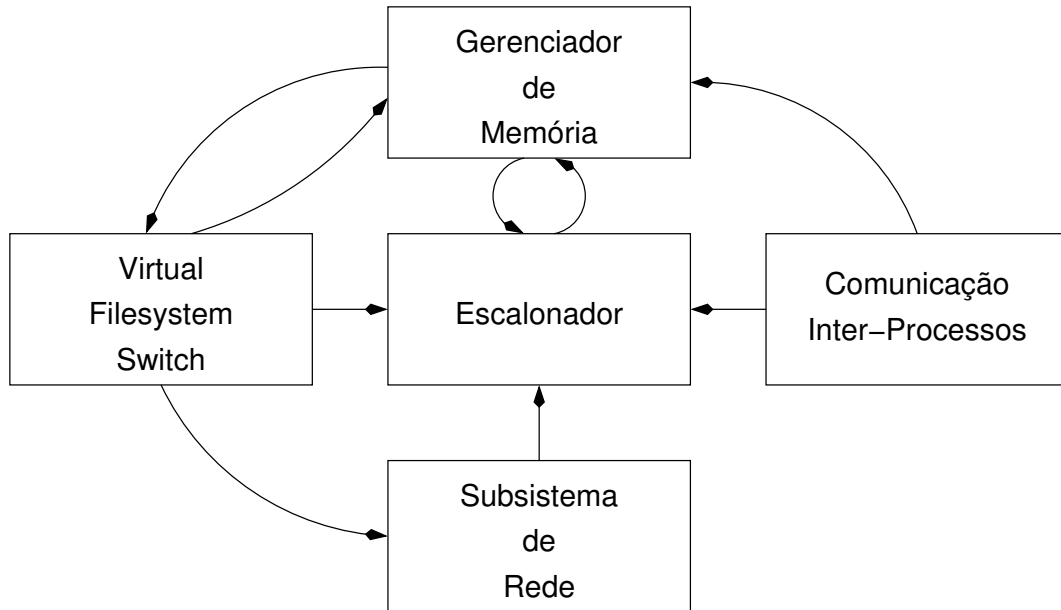 Gerenciador
de
Memória
Virtual
Filesystem
Switch
Escalonador
Comunicação
Inter−Processos
Subsistema
de
Rede